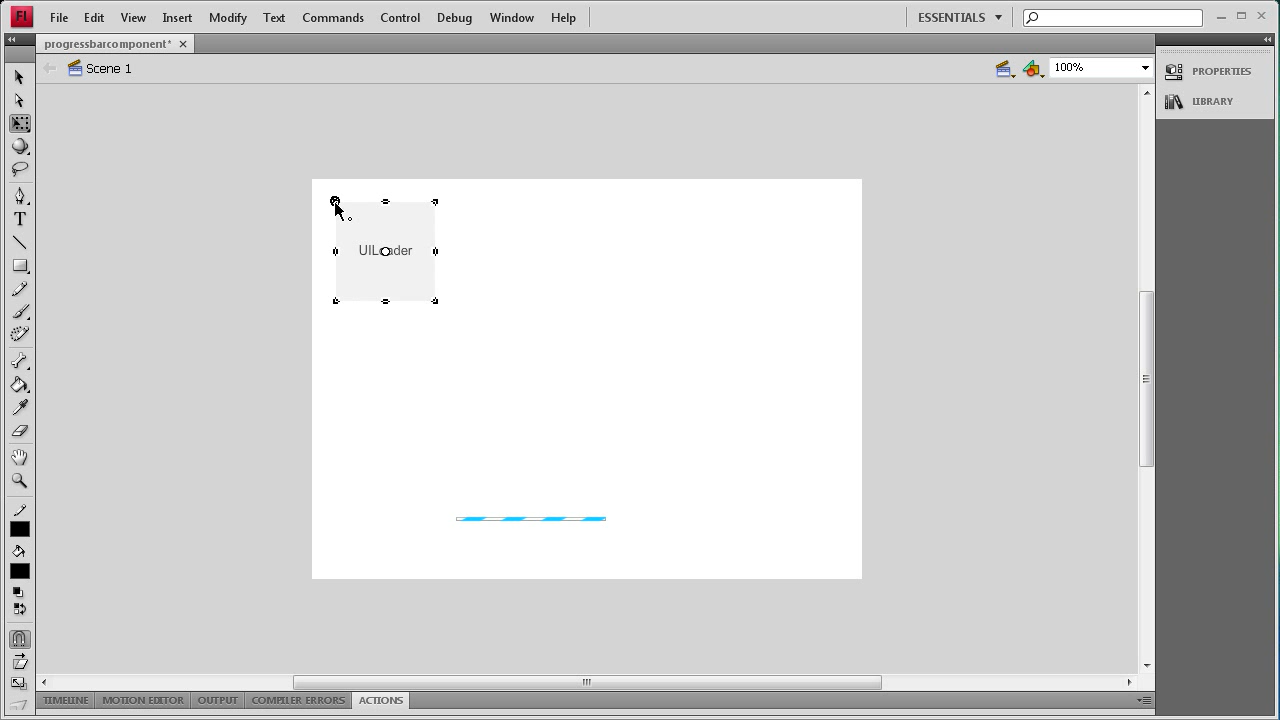 Fl File Edit View Insert Modify Text Commands Control Debug Window Help ESSENTIALS
progressbarcomponent*
Scene 1 100%
PROPERTIES
LIBRARY
T
UILoader
TIMELINE MOTION EDITOR OUTPUT COMPILER ERRORS ACTIONS